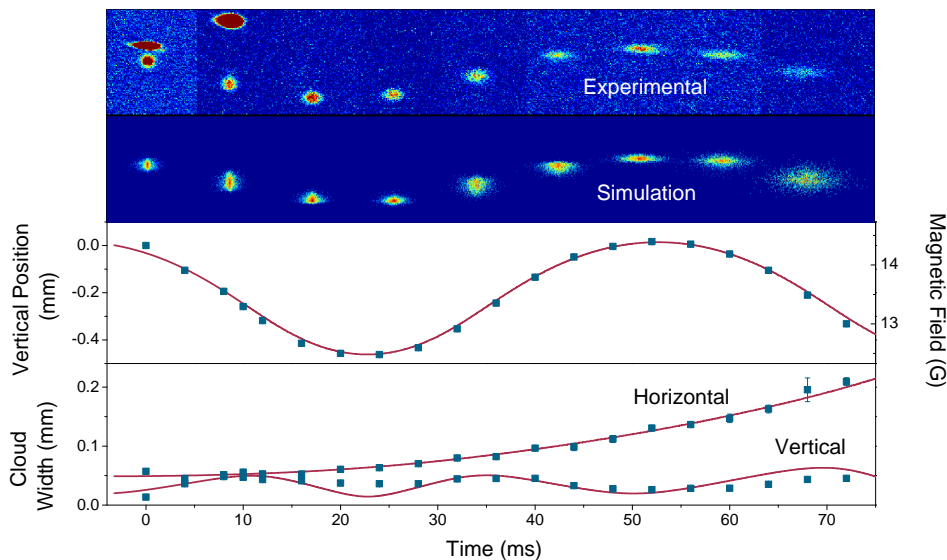 Experimental
Simulation
Vertical Position
(mm)
0.0
-0.2
-0.4
14
13
Magnetic Field (G)
Cloud
Width (mm)
0.2
0.1
0.0
Horizontal
Vertical
0 10 20 30 40 50 60 70
Time (ms)